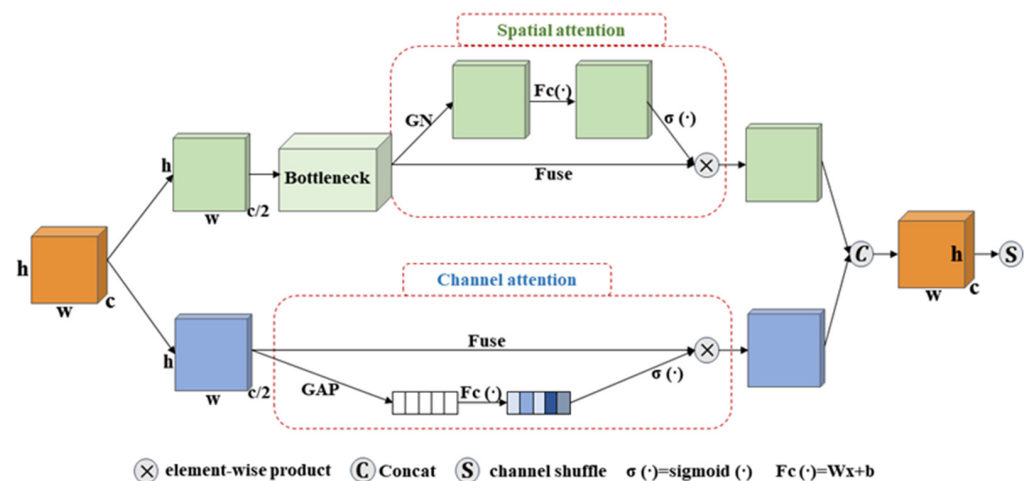 Spatial attention
Fc(·)
GN
σ (·)
h
Bottleneck
Fuse
w
c/2
h
w
c
C
h
w
c
S
Channel attention
Fuse
h
w
c/2
GAP
Fc (·)
σ (·)
× element-wise product C Concat S channel shuffle σ (·)=sigmoid (·) Fc (·)=Wx+b